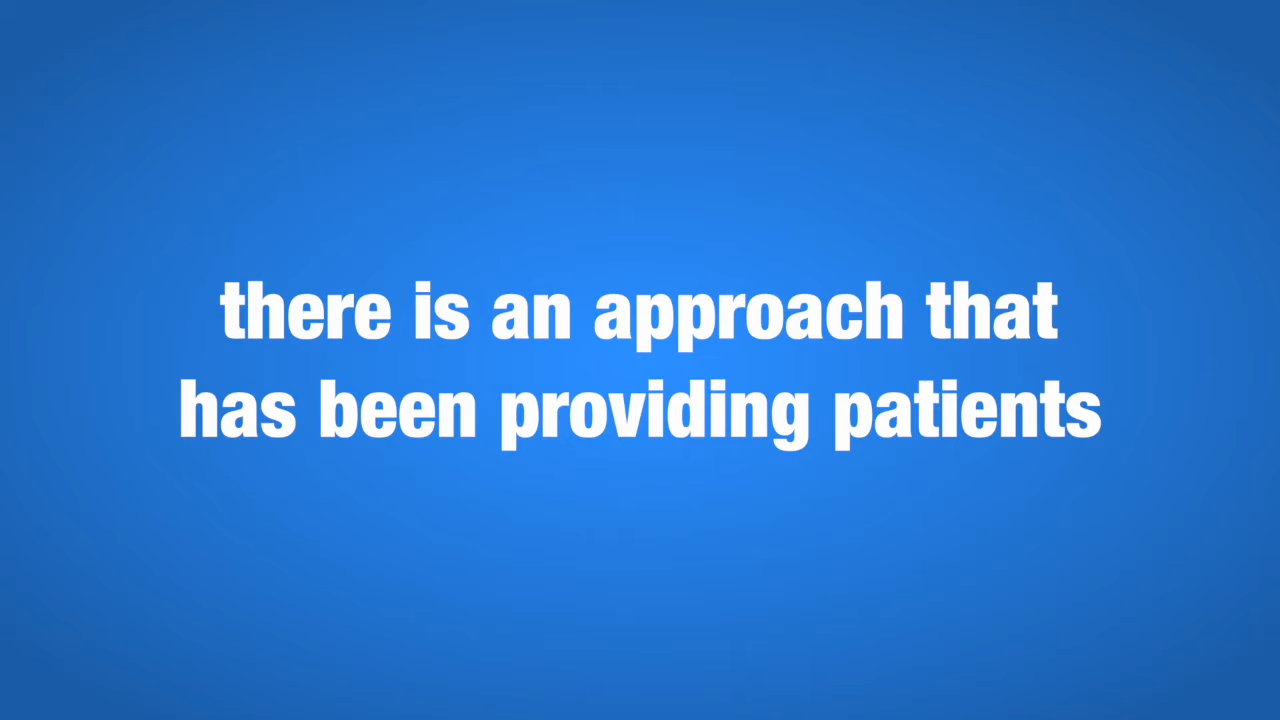 there is an approach that
has been providing patients